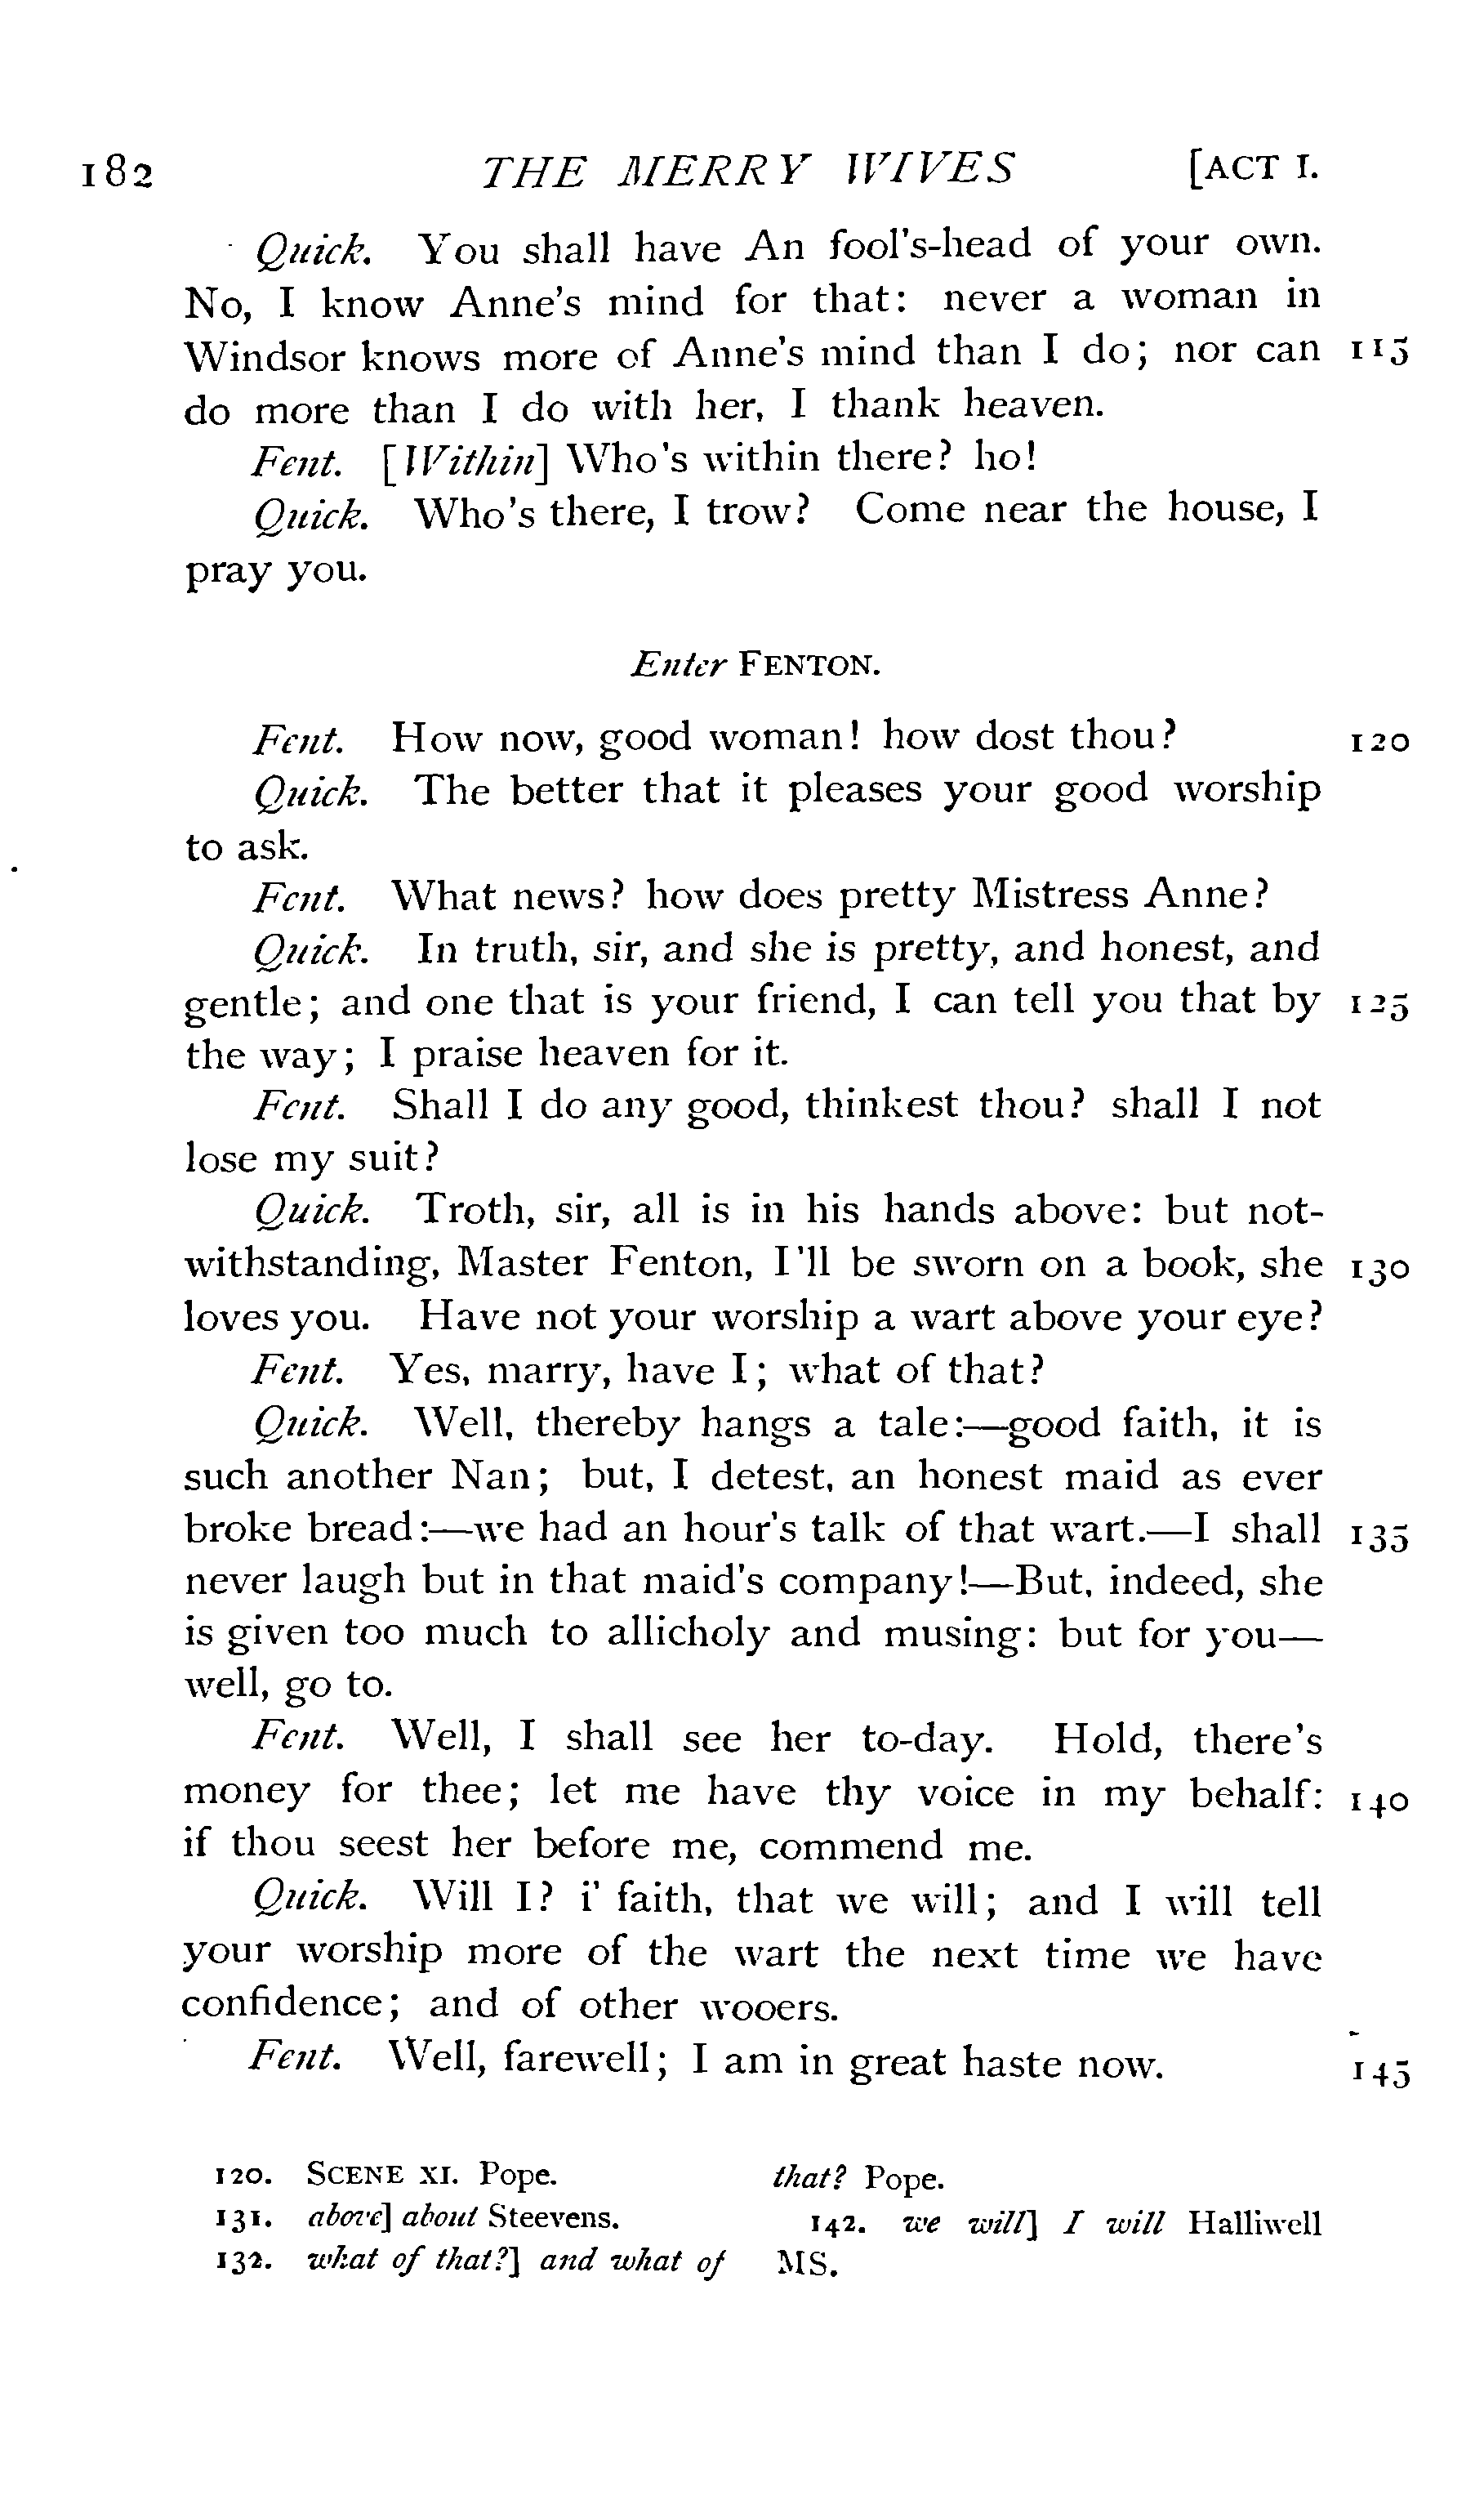 182 THE MERRY WIVES [ACT I.
Quick. You shall have An fool's-head of your own.
No, I know Anne's mind for that: never a woman in
Windsor knows more of Anne's mind than I do; nor can 115
do more than I do with her, I thank heaven.
Fent. [Within] Who's within there? ho!
Quick. Who's there, I trow? Come near the house, I
pray you.
Enter FENTON.
Fent. How now, good woman! how dost thou? 120
Quick. The better that it pleases your good worship
to ask.
Fent. What news? how does pretty Mistress Anne?
Quick. In truth, sir, and she is pretty, and honest, and
gentle; and one that is your friend, I can tell you that by 125
the way; I praise heaven for it.
Fent. Shall I do any good, thinkest thou? shall I not
lose my suit?
Quick. Troth, sir, all is in his hands above: but not-
withstanding, Master Fenton, I'll be sworn on a book, she 130
loves you. Have not your worship a wart above your eye?
Fent. Yes, marry, have I; what of that?
Quick. Well, thereby hangs a tale:—good faith, it is
such another Nan; but, I detest, an honest maid as ever
broke bread:—we had an hour's talk of that wart.—I shall 135
never laugh but in that maid's company!—But, indeed, she
is given too much to allicholy and musing: but for you—
well, go to.
Fent. Well, I shall see her to-day. Hold, there's
money for thee; let me have thy voice in my behalf: 140
if thou seest her before me, commend me.
Quick. Will I? i' faith, that we will; and I will tell
your worship more of the wart the next time we have
confidence; and of other wooers.
Fent. Well, farewell; I am in great haste now. 145
120. SCENE XI. Pope.
131. above] about Steevens.
132. what of that?] and what of
that? Pope.
142. we will] I will Halliwell
MS.